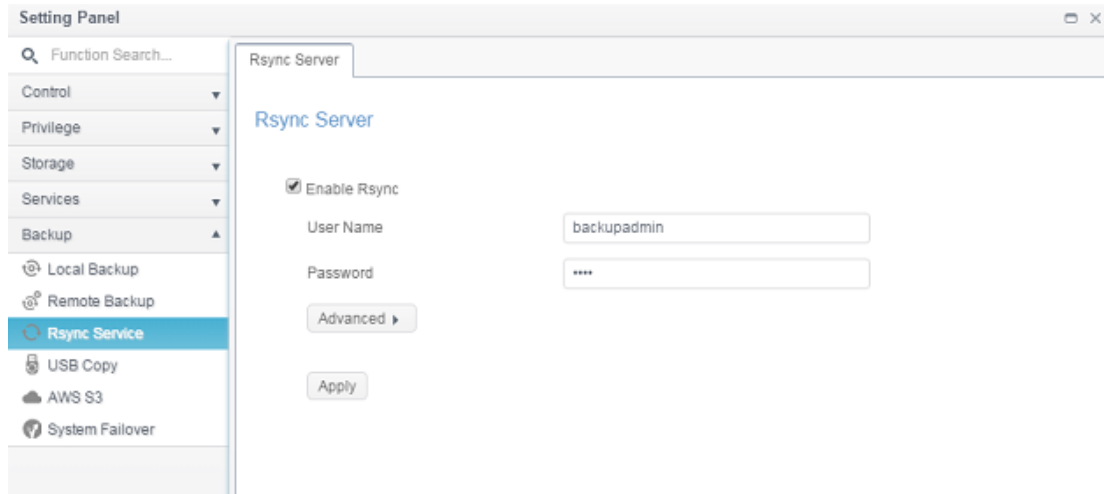 Setting Panel
Function Search...
Control
Privilege
Storage
Services
Backup
Local Backup
Remote Backup
Rsync Service
USB Copy
AWS S3
System Failover
Rsync Server
Rsync Server
Enable Rsync
User Name
backupadmin
Password
••••
Advanced
Apply